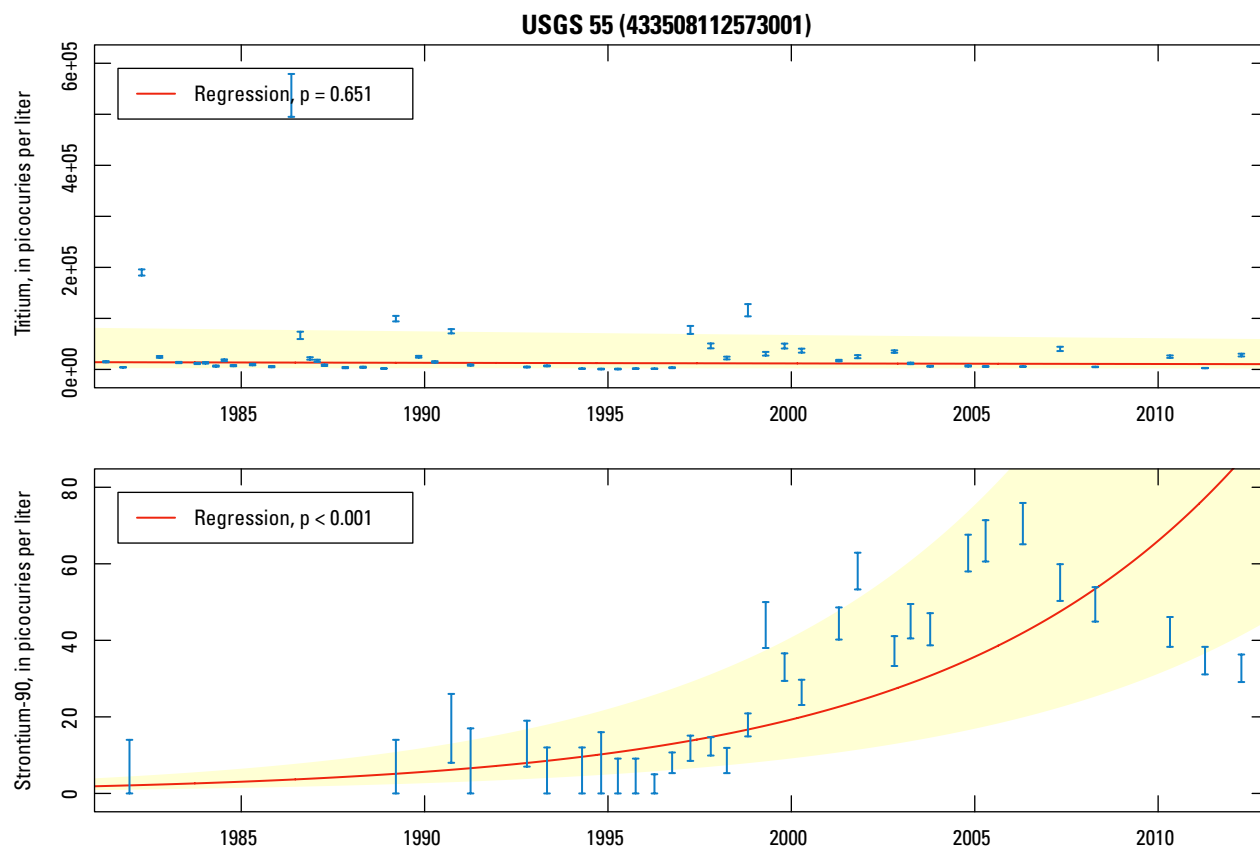 USGS 55 (433508112573001)
Tritium, in picocuries per liter
6e+05
4e+05
2e+05
0e+00
Regression, p = 0.651
1985 1990 1995 2000 2005 2010
Strontium-90, in picocuries per liter
80
60
40
20
0
Regression, p < 0.001
1985 1990 1995 2000 2005 2010